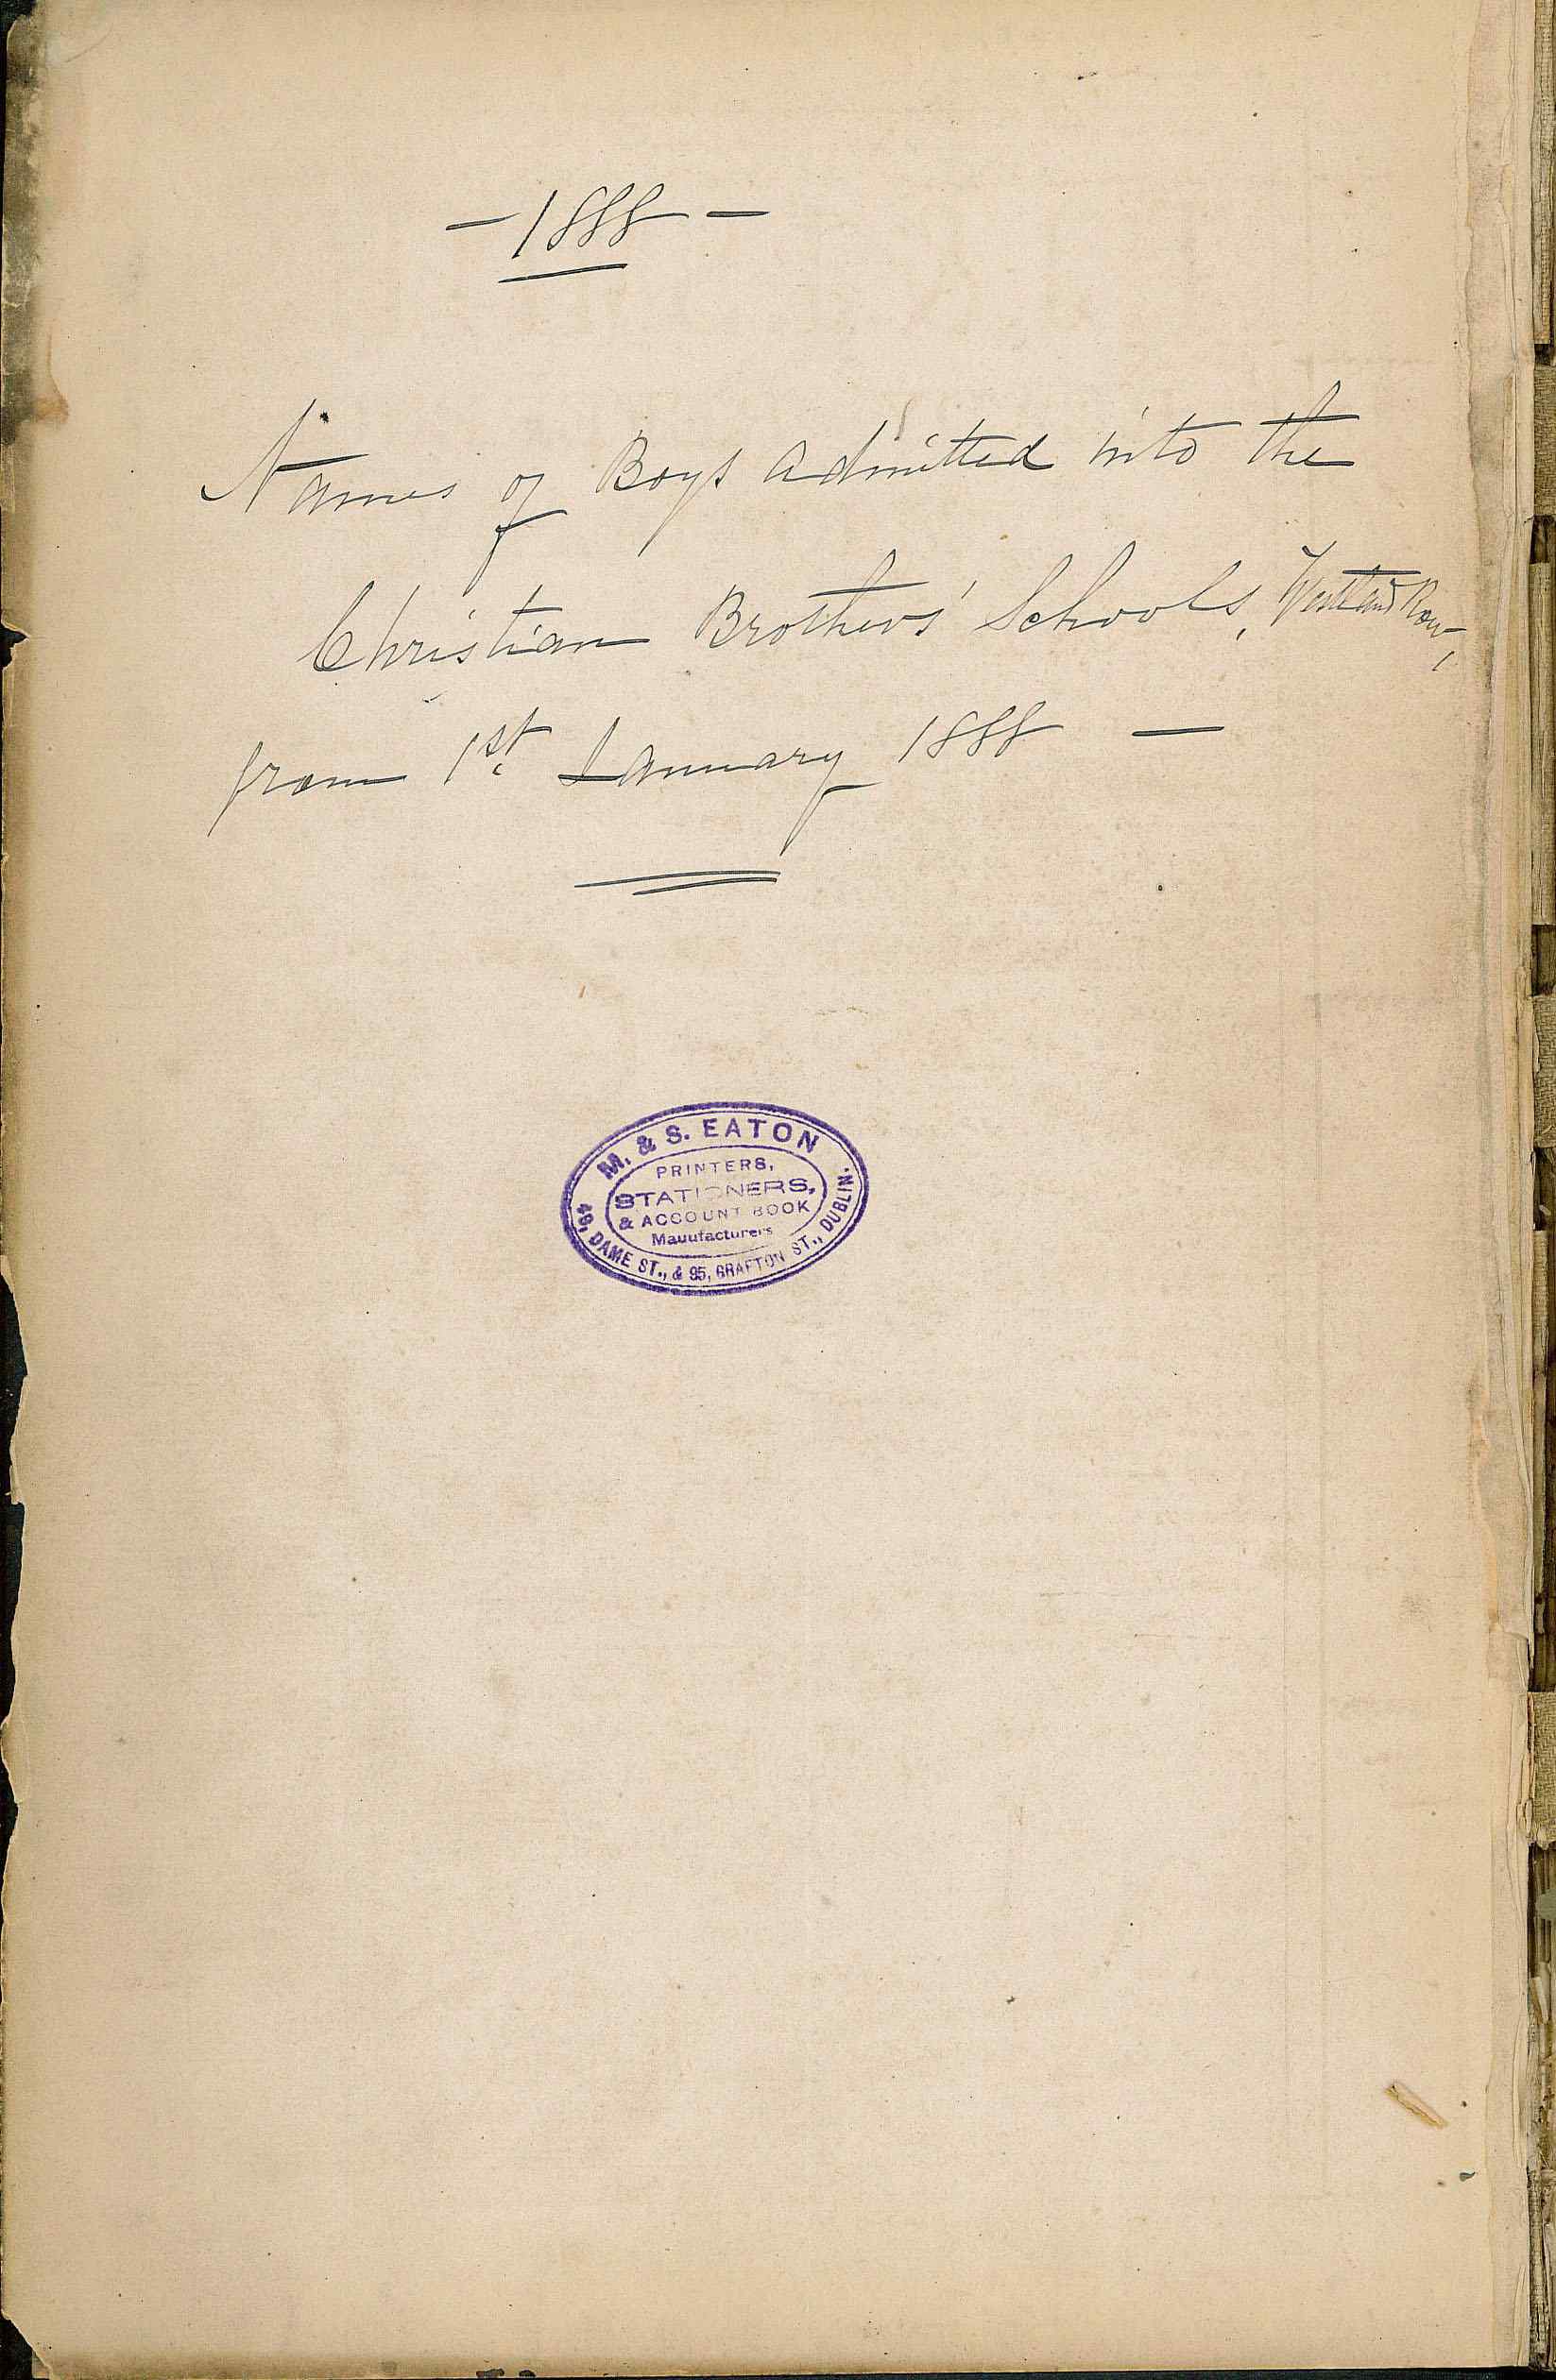 - 1888 -
Names of Boys admitted into the
Christian Brothers' Schools, Westland Row,
from 1st January 1888 —
M. & S. EATON
PRINTERS,
STATIONERS,
& ACCOUNT BOOK
Manufacturers
49, DAME ST., & 95, GRAFTON ST., DUBLIN.